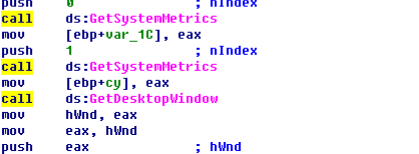 push    0               ; nIndex
call    ds:GetSystemMetrics
mov     [ebp+var_1C], eax
push    1               ; nIndex
call    ds:GetSystemMetrics
mov     [ebp+cy], eax
call    ds:GetDesktopWindow
mov     hWnd, eax
mov     eax, hWnd
push    eax             ; hWnd